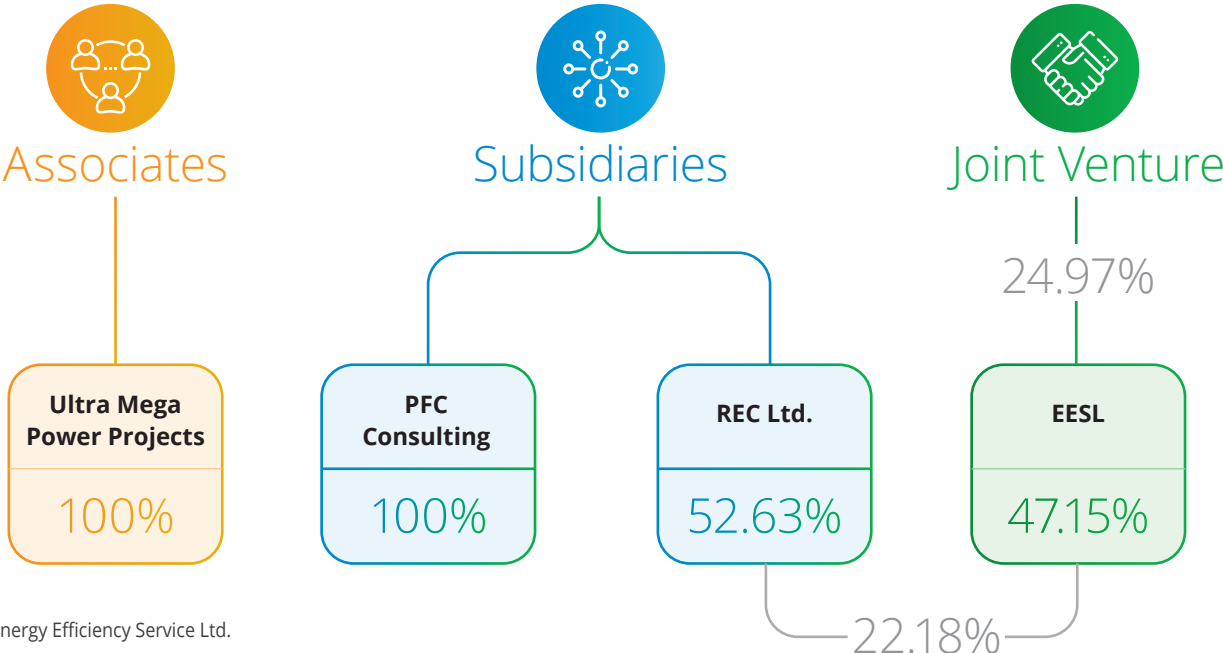 Associates
Subsidiaries
Joint Venture
24.97%
Ultra Mega
Power Projects
100%
PFC
Consulting
100%
REC Ltd.
52.63%
EESL
47.15%
22.18%
nergy Efficiency Service Ltd.